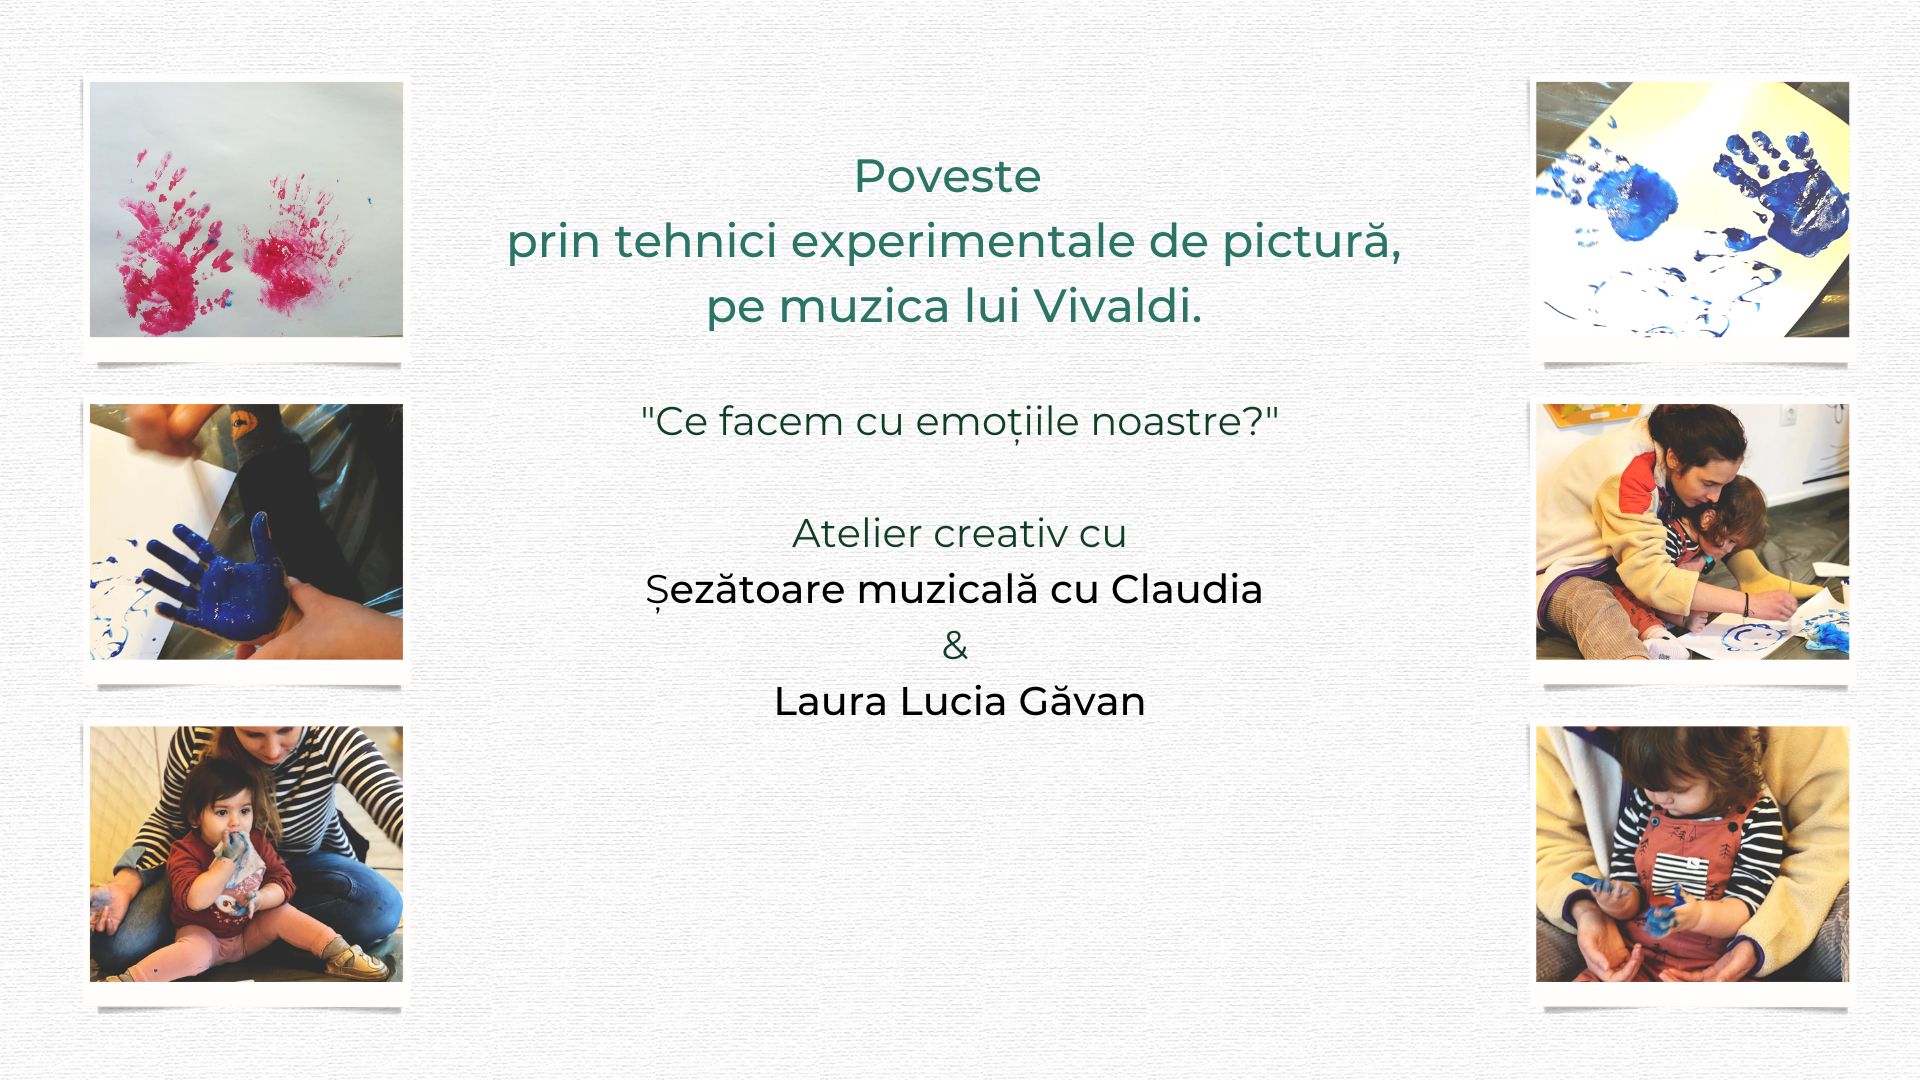 Poveste
prin tehnici experimentale de pictură,
pe muzica lui Vivaldi.
"Ce facem cu emoțiile noastre?"
Atelier creativ cu
Șezătoare muzicală cu Claudia
&
Laura Lucia Găvan